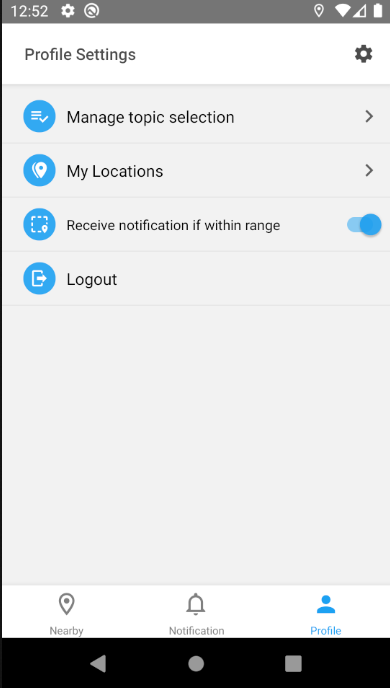 12:52
Profile Settings
Manage topic selection
My Locations
Receive notification if within range
Logout
Nearby
Notification
Profile